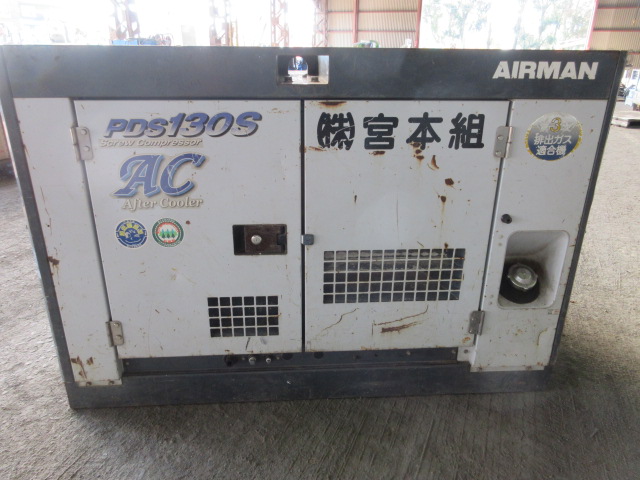 AIRMAN
PDS130S
Screw Compressor
AC
After Cooler
㈱宮本組
排出ガス
適合機